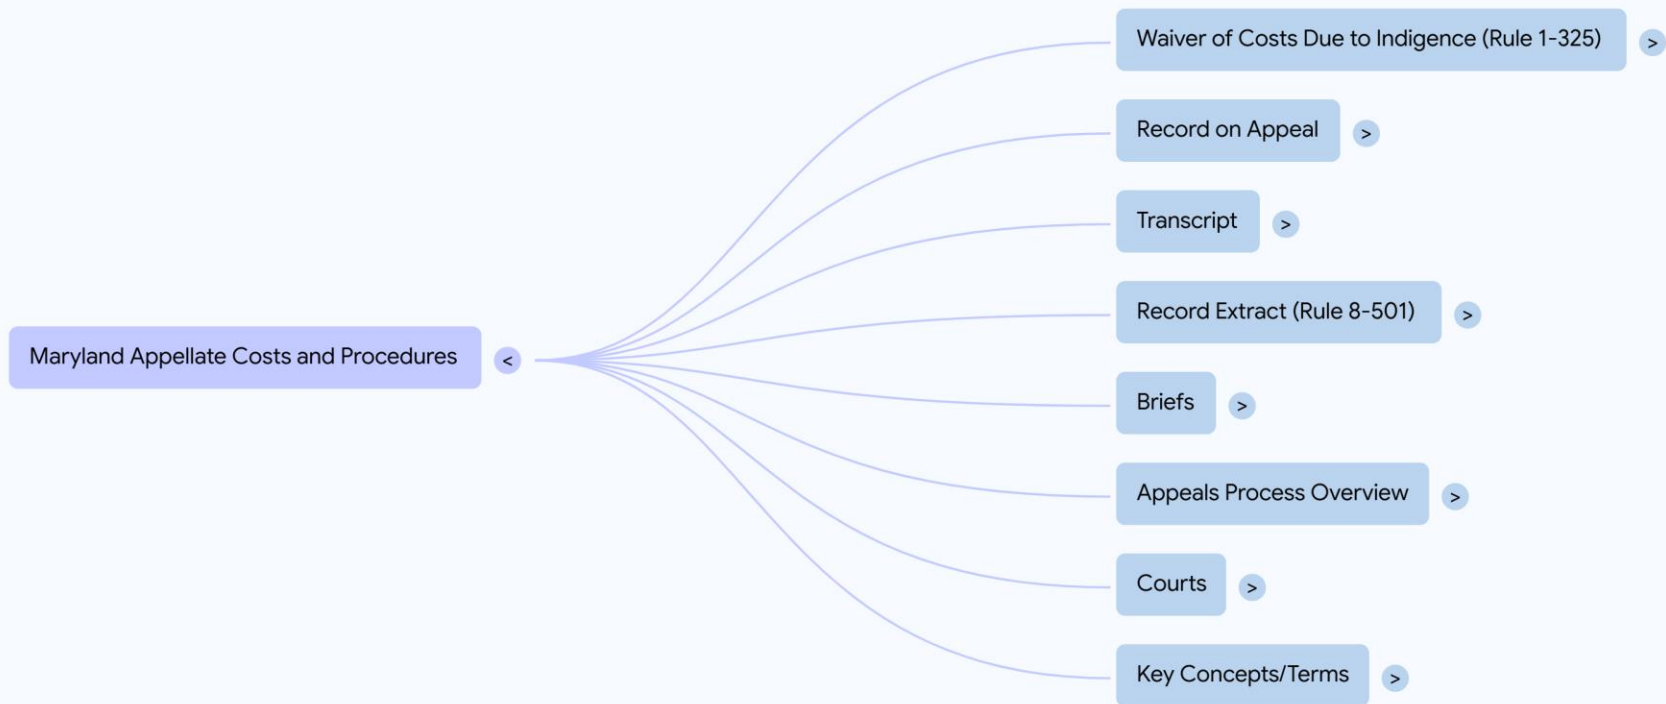 Maryland Appellate Costs and Procedures
<
Waiver of Costs Due to Indigence (Rule 1-325)
>
Record on Appeal
>
Transcript
>
Record Extract (Rule 8-501)
>
Briefs
>
Appeals Process Overview
>
Courts
>
Key Concepts/Terms
>